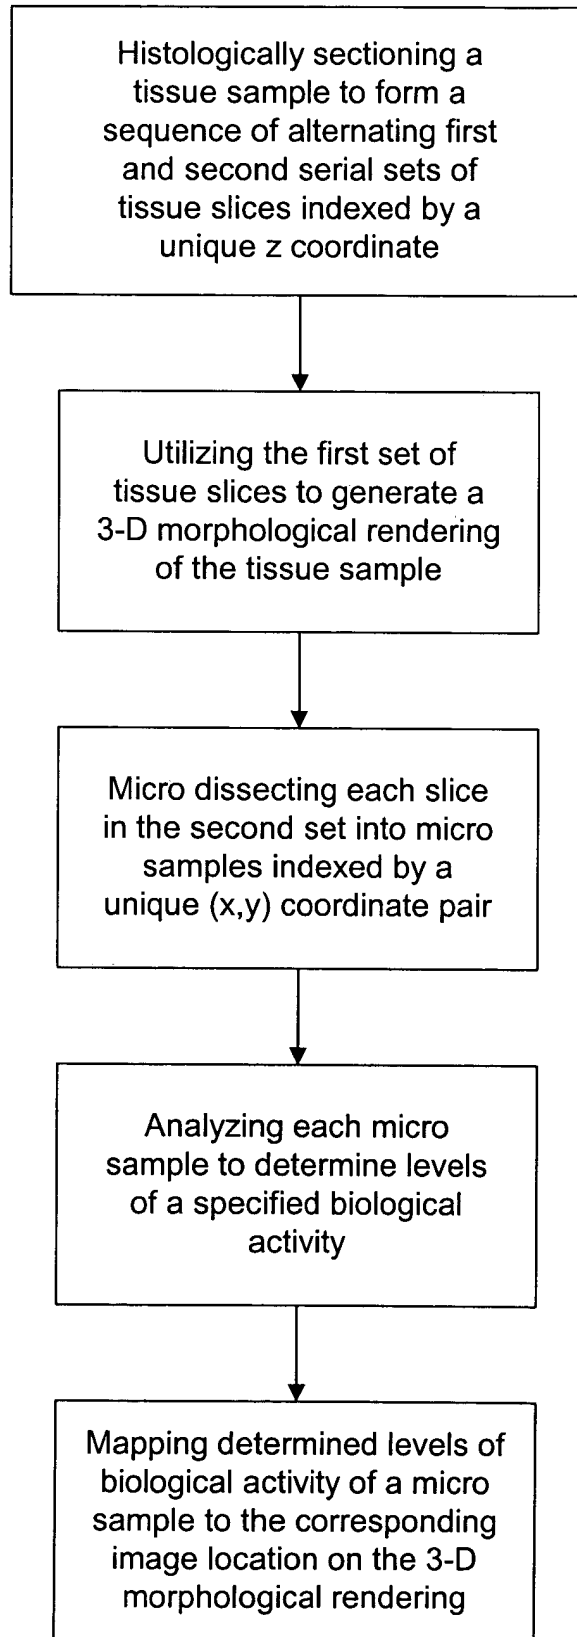 Histologically sectioning a
tissue sample to form a
sequence of alternating first
and second serial sets of
tissue slices indexed by a
unique z coordinate
Utilizing the first set of
tissue slices to generate a
3-D morphological rendering
of the tissue sample
Micro dissecting each slice
in the second set into micro
samples indexed by a
unique (x,y) coordinate pair
Analyzing each micro
sample to determine levels
of a specified biological
activity
Mapping determined levels of
biological activity of a micro
sample to the corresponding
image location on the 3-D
morphological rendering